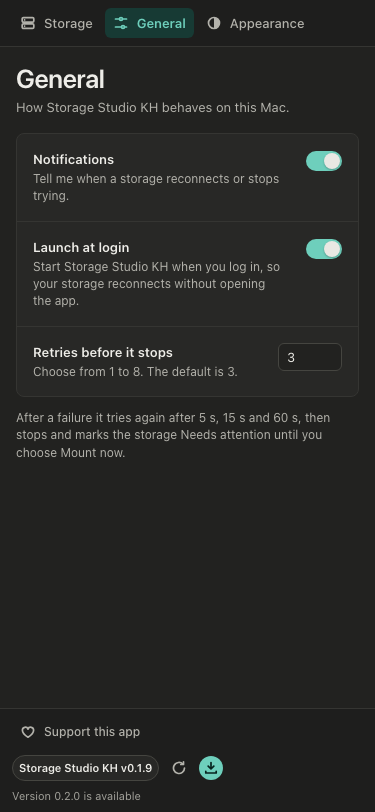 Storage
General
Appearance
General
How Storage Studio KH behaves on this Mac.
Notifications
Tell me when a storage reconnects or stops
trying.
Launch at login
Start Storage Studio KH when you log in, so
your storage reconnects without opening
the app.
Retries before it stops
3
Choose from 1 to 8. The default is 3.
After a failure it tries again after 5 s, 15 s and 60 s, then
stops and marks the storage Needs attention until you
choose Mount now.
Support this app
Storage Studio KH v0.1.9
Version 0.2.0 is available